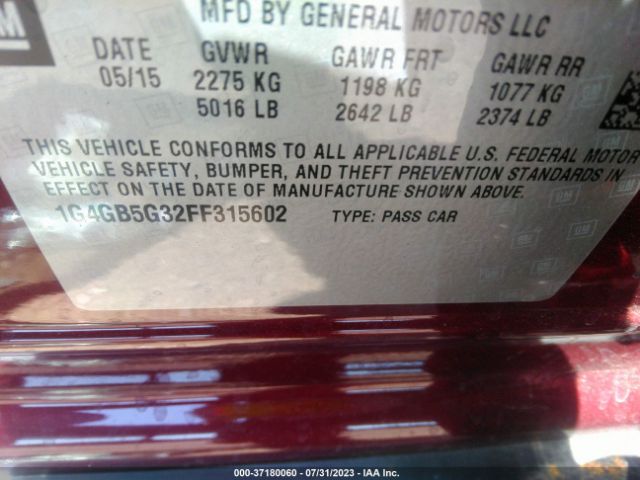 GM
MFD BY GENERAL MOTORS LLC
DATE GVWR GAWR FRT GAWR RR
05/15 2275 KG 1198 KG 1077 KG
5016 LB 2642 LB 2374 LB
THIS VEHICLE CONFORMS TO ALL APPLICABLE U.S. FEDERAL MOTOR
VEHICLE SAFETY, BUMPER, AND THEFT PREVENTION STANDARDS IN
EFFECT ON THE DATE OF MANUFACTURE SHOWN ABOVE.
1G4GB5G32FF315602 TYPE: PASS CAR
000-37180060 - 07/31/2023 - IAA Inc.